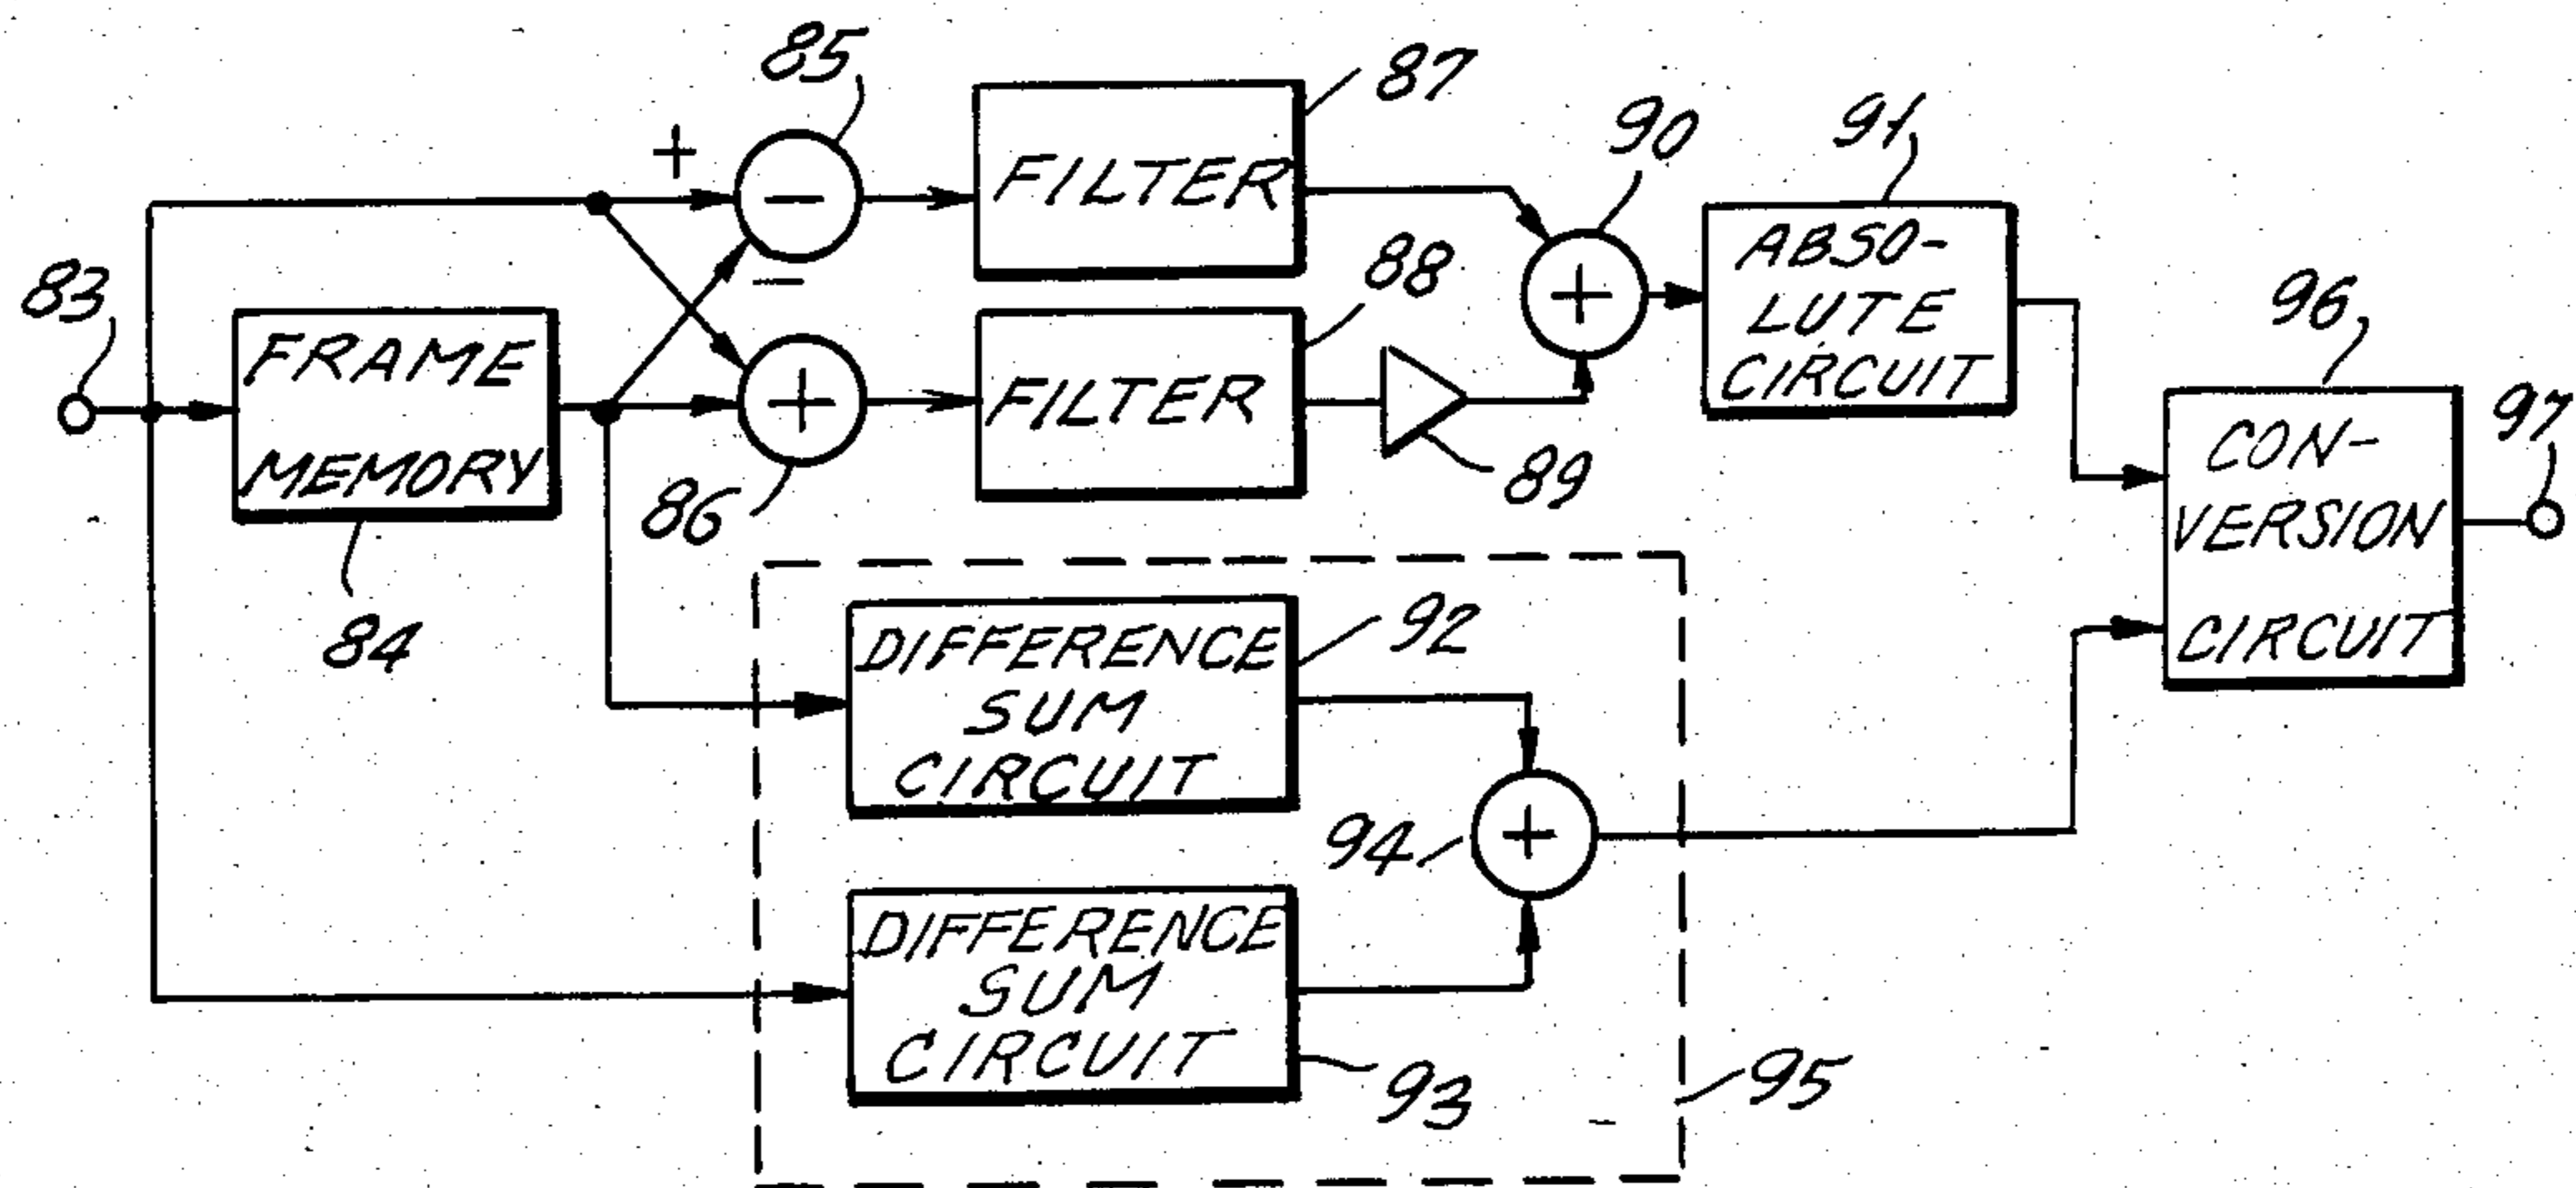 85
87
90
91
+
−
FILTER
83
−
88
+
ABSO-
LUTE
CIRCUIT
96
97
FRAME
MEMORY
+
FILTER
89
86
CON-
VERSION
CIRCUIT
84
DIFFERENCE
SUM
CIRCUIT
92
94
+
DIFFERENCE
SUM
CIRCUIT
93
95